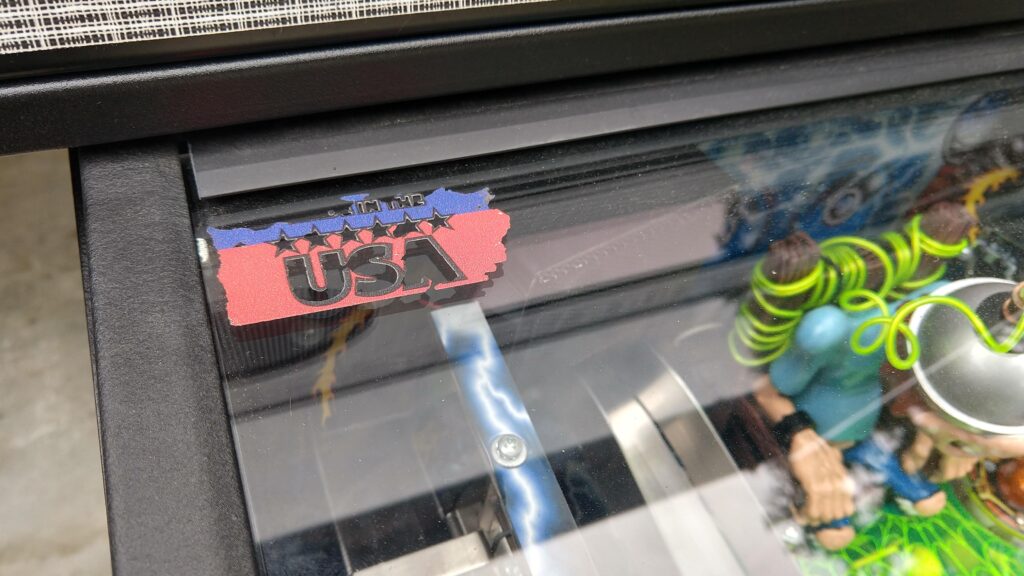 IN THE
USA